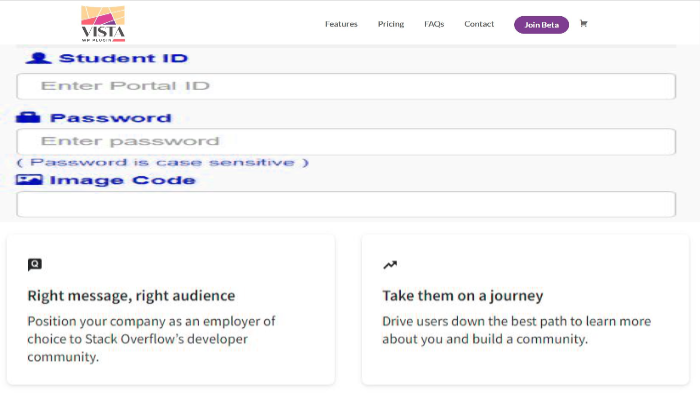 VISTA
WP PLUGIN
Features
Pricing
FAQs
Contact
Join Beta
Student ID
Enter Portal ID
Password
Enter password
( Password is case sensitive )
Image Code
Right message, right audience
Position your company as an employer of
choice to Stack Overflow's developer
community.
Take them on a journey
Drive users down the best path to learn more
about you and build a community.